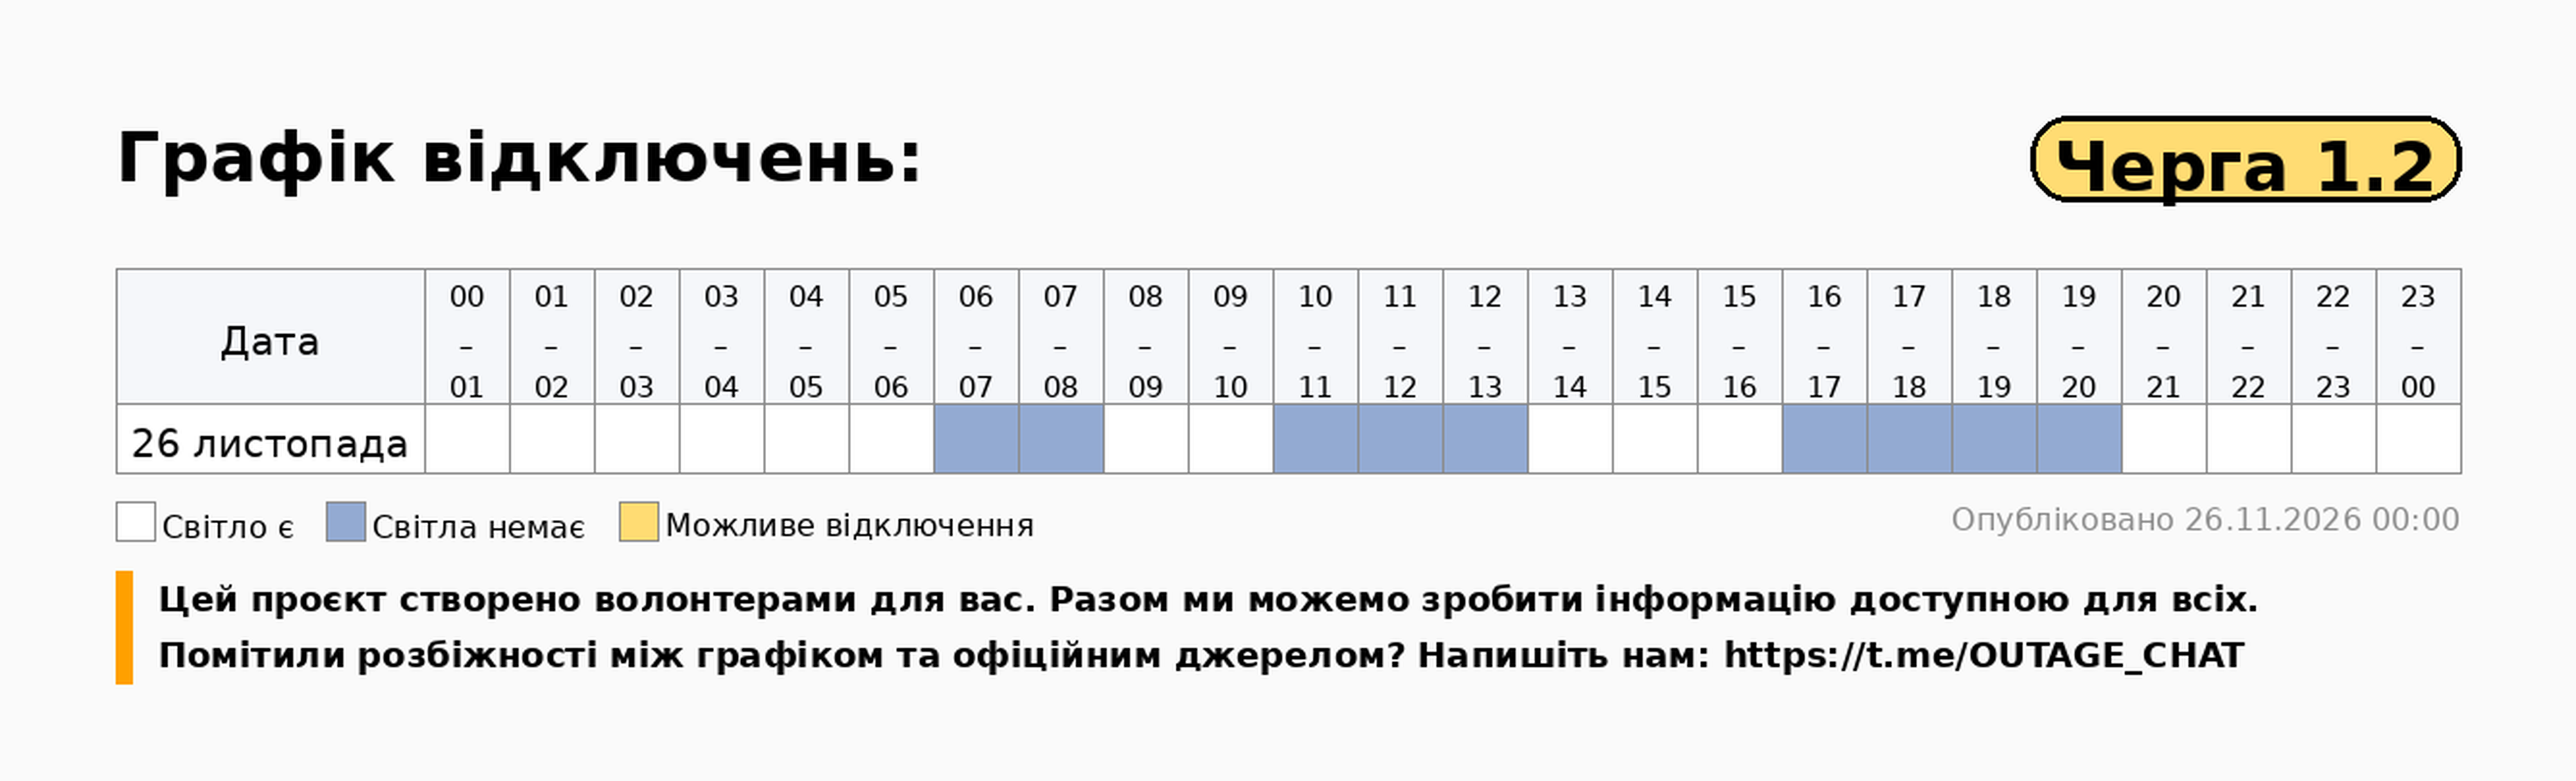 Графік відключень:
Черга 1.2
Дата
00 – 01
01 – 02
02 – 03
03 – 04
04 – 05
05 – 06
06 – 07
07 – 08
08 – 09
09 – 10
10 – 11
11 – 12
12 – 13
13 – 14
14 – 15
15 – 16
16 – 17
17 – 18
18 – 19
19 – 20
20 – 21
21 – 22
22 – 23
23 – 00
26 листопада
Світло є
Світла немає
Можливе відключення
Опубліковано 26.11.2026 00:00
Цей проєкт створено волонтерами для вас. Разом ми можемо зробити інформацію доступною для всіх.
Помітили розбіжності між графіком та офіційним джерелом? Напишіть нам: https://t.me/OUTAGE_CHAT